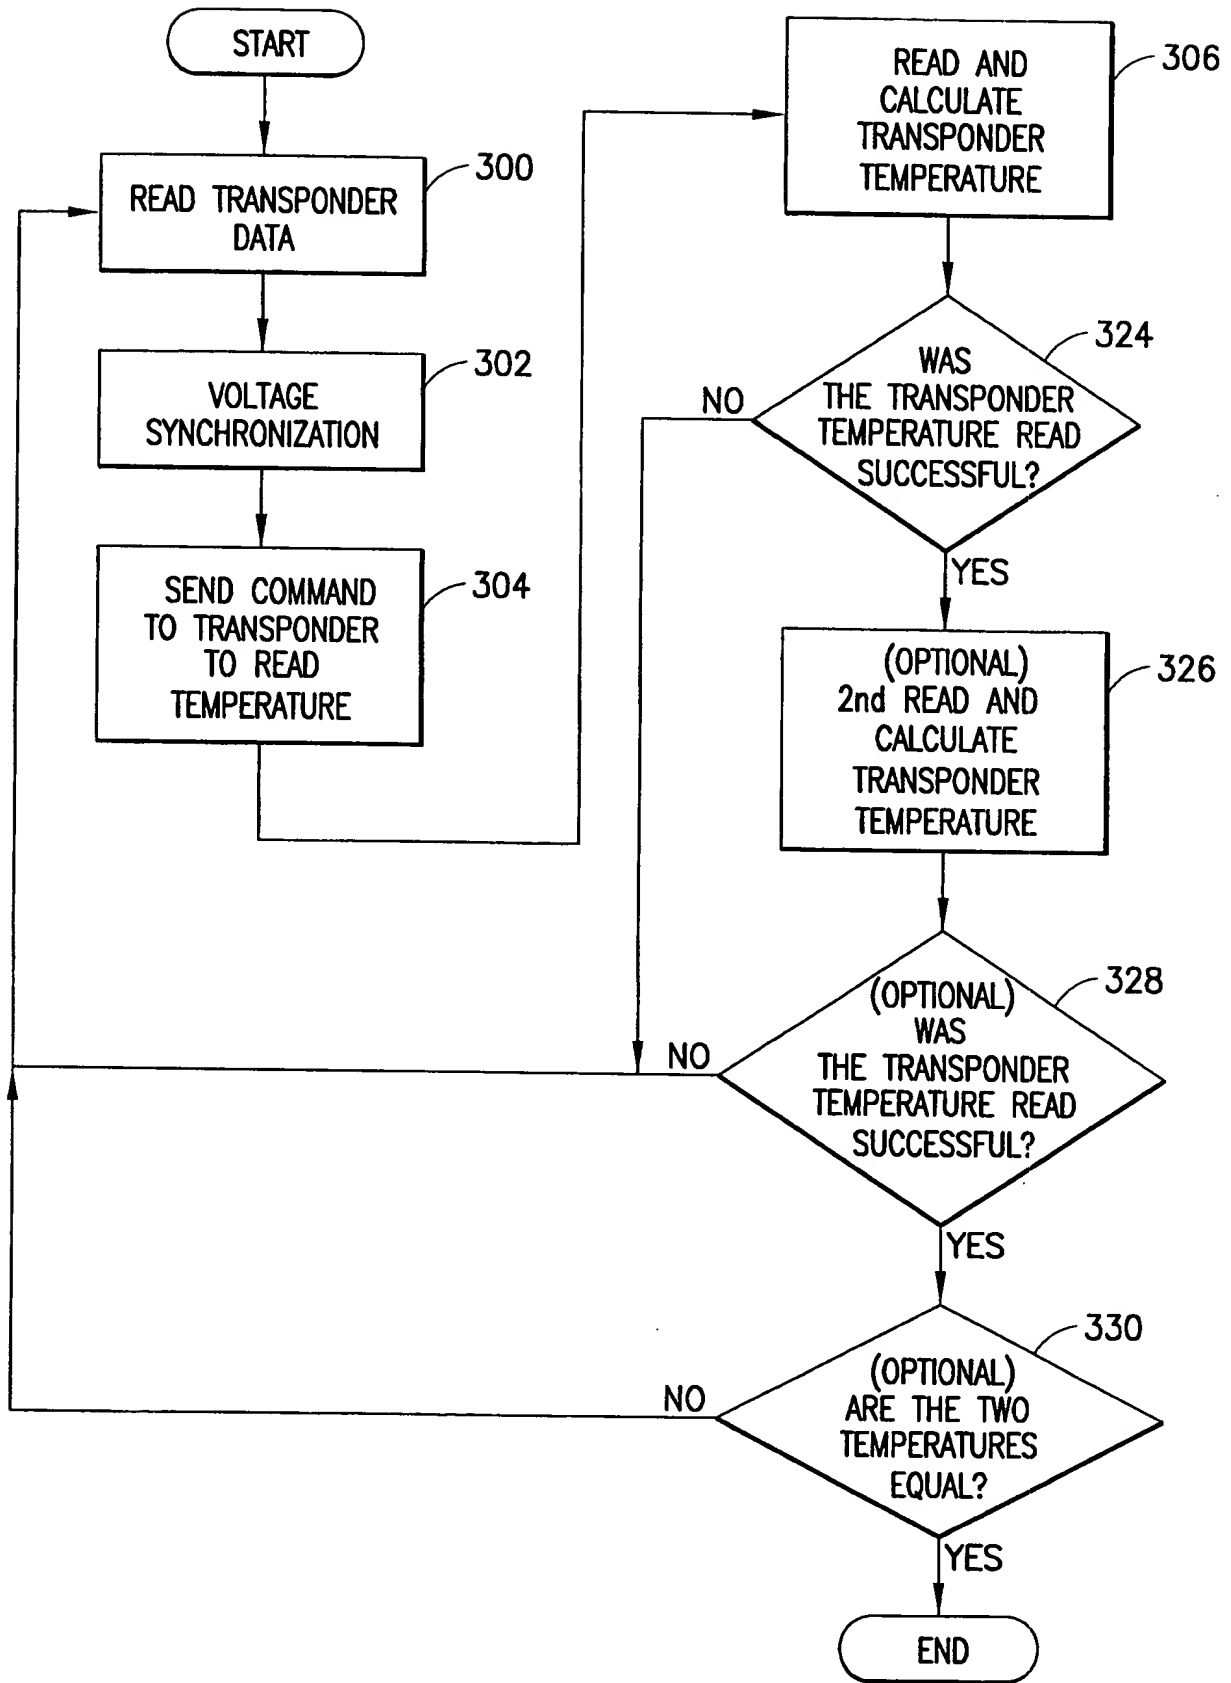 START
READ TRANSPONDER
DATA
300
VOLTAGE
SYNCHRONIZATION
302
SEND COMMAND
TO TRANSPONDER
TO READ
TEMPERATURE
304
READ AND
CALCULATE
TRANSPONDER
TEMPERATURE
306
WAS
THE TRANSPONDER
TEMPERATURE READ
SUCCESSFUL?
324
NO
YES
(OPTIONAL)
2nd READ AND
CALCULATE
TRANSPONDER
TEMPERATURE
326
(OPTIONAL)
WAS
THE TRANSPONDER
TEMPERATURE READ
SUCCESSFUL?
328
NO
YES
(OPTIONAL)
ARE THE TWO
TEMPERATURES
EQUAL?
330
NO
YES
END